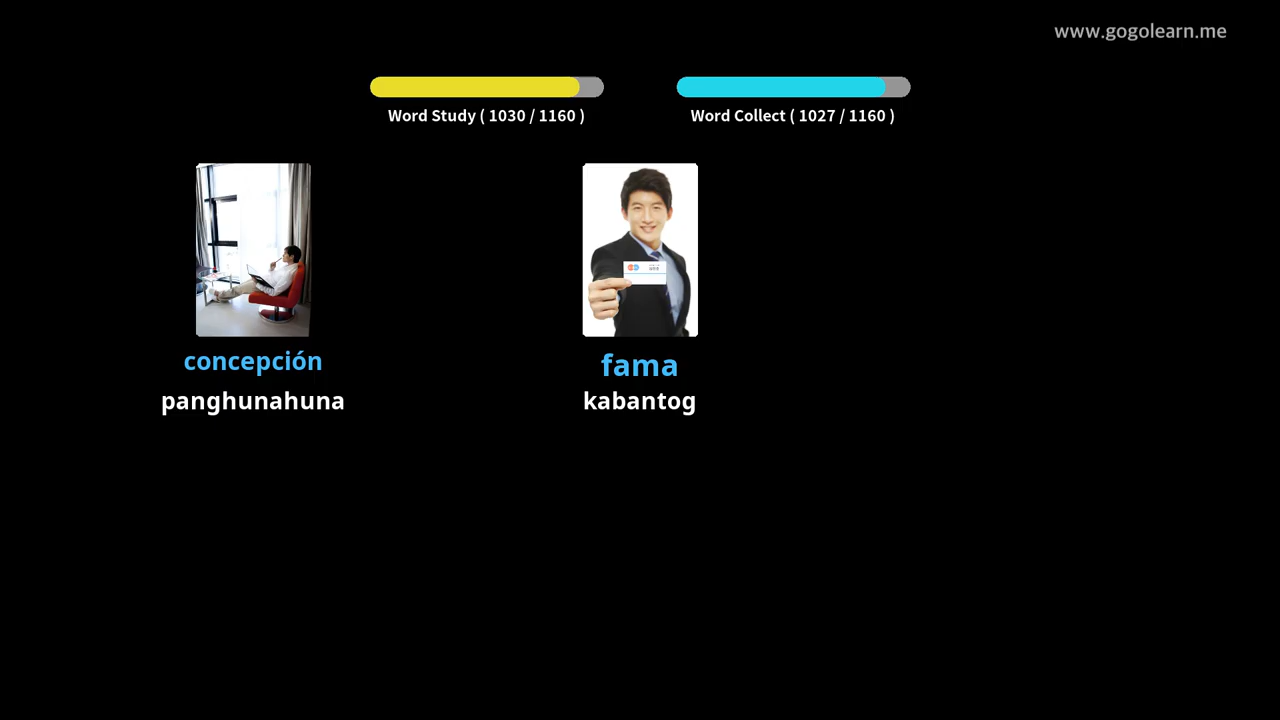 www.gogolearn.me
Word Study ( 1030 / 1160 )
Word Collect ( 1027 / 1160 )
concepción
fama
panghunahuna
kabantog